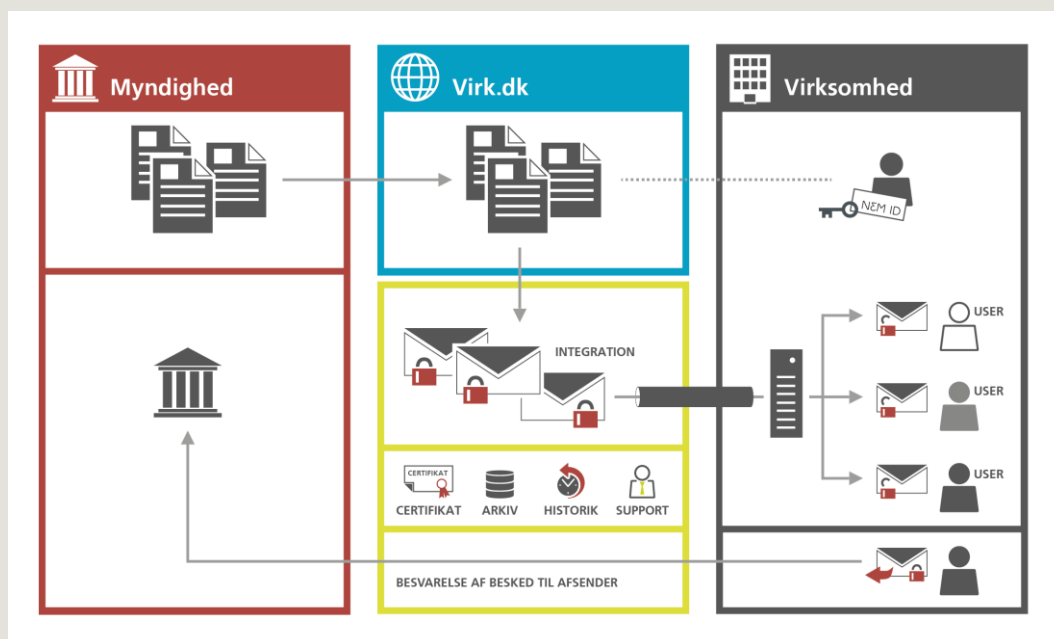 Myndighed
Virk.dk
Virksomhed
NEM ID
INTEGRATION
USER
USER
USER
CERTIFIKAT
CERTIFIKAT
ARKIV
HISTORIK
SUPPORT
BESVARELSE AF BESKED TIL AFSENDER